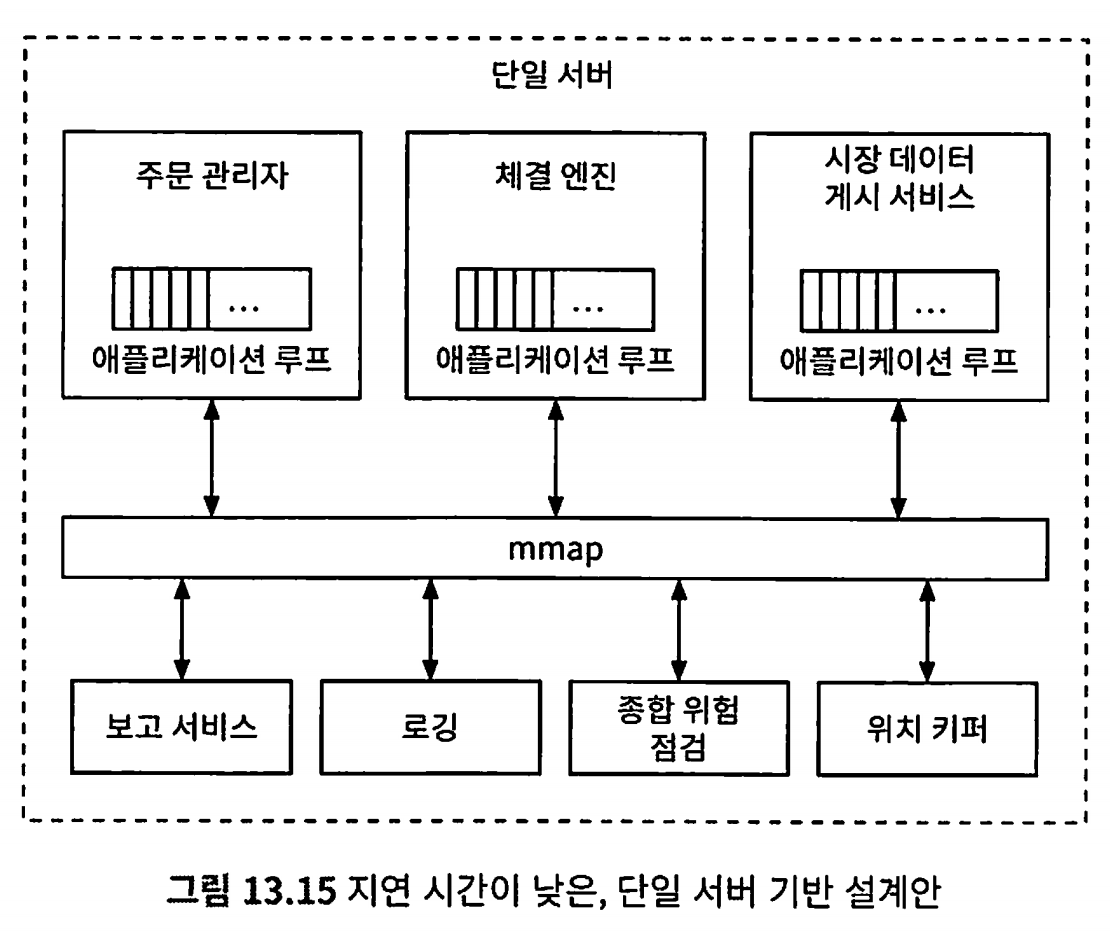 단일 서버
주문 관리자
체결 엔진
시장 데이터
게시 서비스
...
...
...
애플리케이션 루프
애플리케이션 루프
애플리케이션 루프
mmap
보고 서비스
로깅
종합 위험
점검
위치 키퍼
그림 13.15 지연 시간이 낮은, 단일 서버 기반 설계안